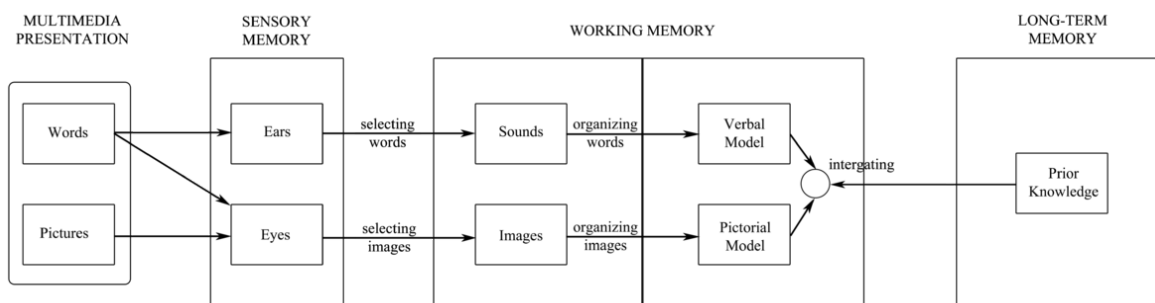 MULTIMEDIA
PRESENTATION
SENSORY
MEMORY
WORKING MEMORY
LONG-TERM
MEMORY
Words
Ears
selecting
words
Sounds
organizing
words
Verbal
Model
intergating
Prior
Knowledge
Pictures
Eyes
selecting
images
Images
organizing
images
Pictorial
Model